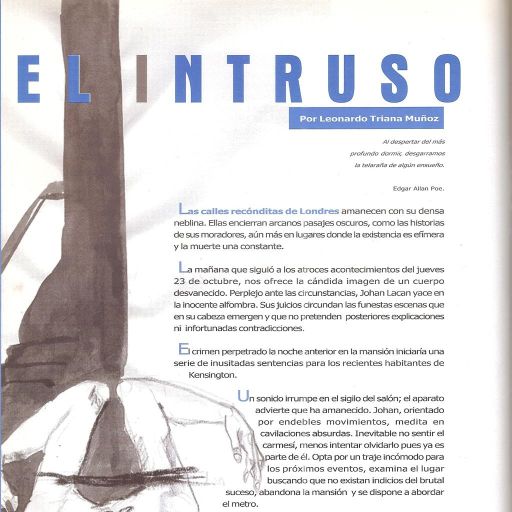 EL INTRUSO
Por Leonardo Triana Muñoz
Al despertar del más
profundo dormir, desgarramos
la telaraña de algún ensueño.
Edgar Allan Poe.
Las calles recónditas de Londres amanecen con su densa
neblina. Ellas encierran arcanos pasajes oscuros, como las historias
de sus moradores, aún más en lugares donde la existencia es efímera
y la muerte una constante.
La mañana que siguió a los atroces acontecimientos del jueves
23 de octubre, nos ofrece la cándida imagen de un cuerpo
desvanecido. Perplejo ante las circunstancias, Johan Lacan yace en
la inocente alfombra. Sus juicios circundan las funestas escenas que
en su cabeza emergen y que no pretenden posteriores explicaciones
ni infortunadas contradicciones.
El crimen perpetrado la noche anterior en la mansión iniciaría una
serie de inusitadas sentencias para los recientes habitantes de
Kensington.
Un sonido irrumpe en el sigilo del salón; el aparato
advierte que ha amanecido. Johan, orientado
por endebles movimientos, medita en
cavilaciones absurdas. Inevitable no sentir el
carmesí, menos intentar olvidarlo pues ya es
parte de él. Opta por un traje incómodo para
los próximos eventos, examina el lugar
buscando que no existan indicios del brutal
suceso, abandona la mansión y se dispone a abordar
el metro.